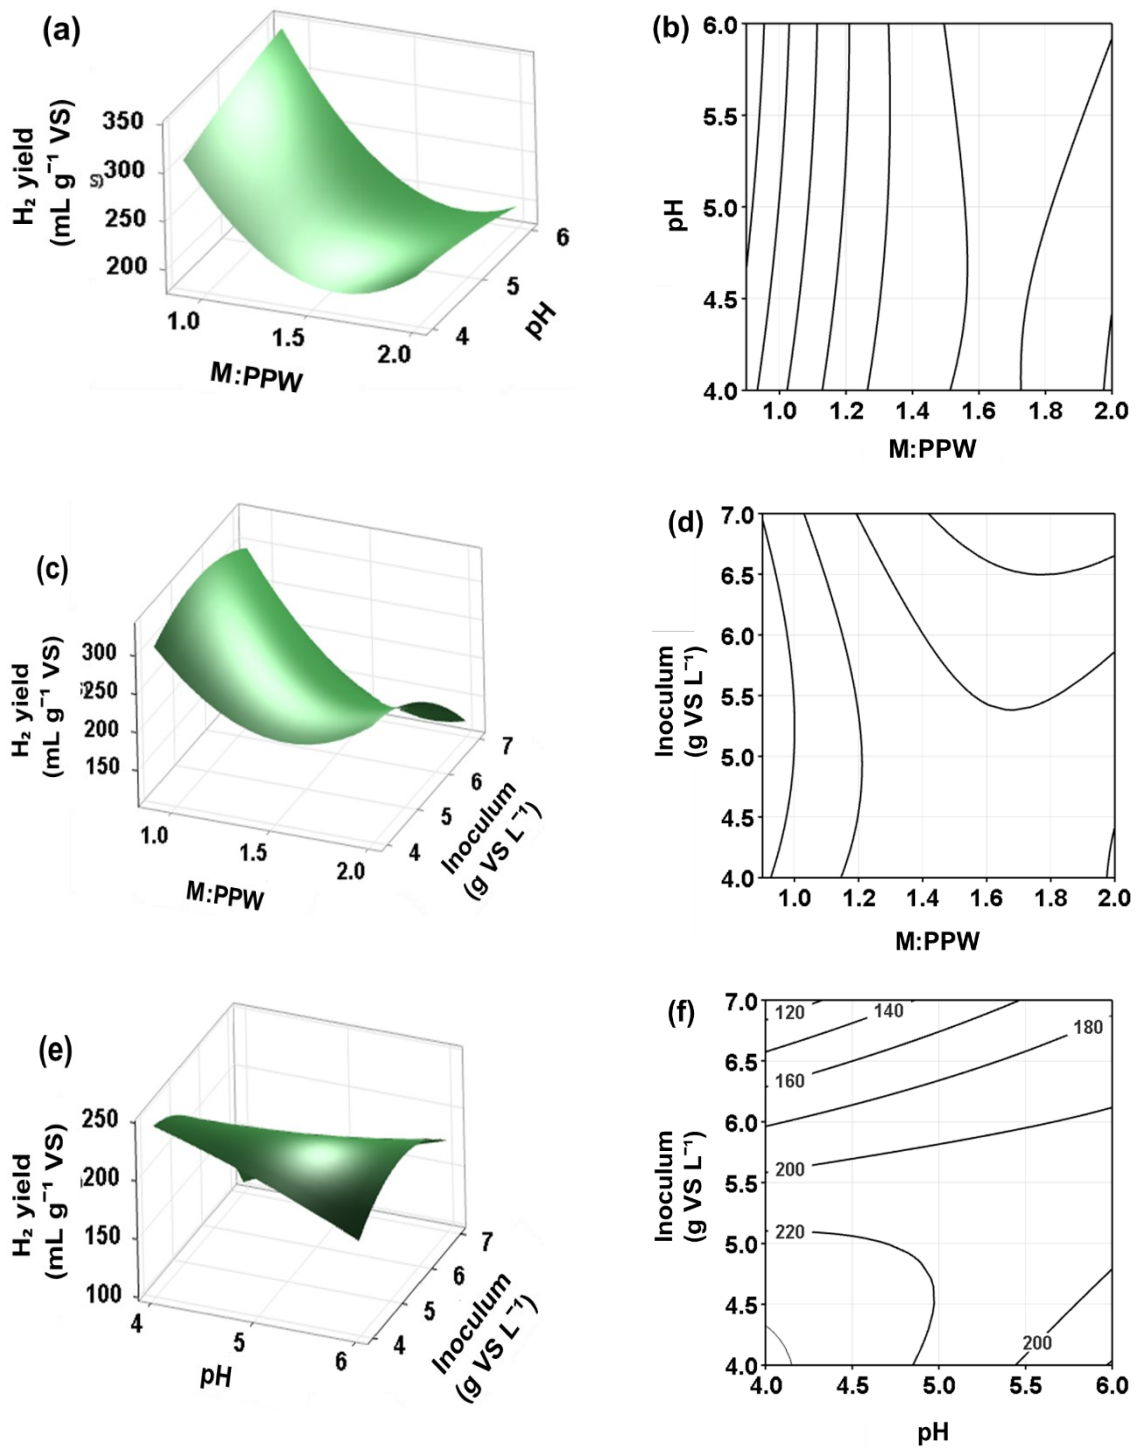 (a)
H₂ yield
(mL g⁻¹ VS)
350
300
S)
250
200
1.0
1.5
2.0
M:PPW
4
5
6
pH
(b)
6.0
5.5
5.0
4.5
4.0
pH
1.0 1.2 1.4 1.6 1.8 2.0
M:PPW
(c)
H₂ yield
(mL g⁻¹ VS)
300
250
200
150
1.0
1.5
2.0
M:PPW
4
5
6
7
Inoculum
(g VS L⁻¹)
(d)
7.0
6.5
6.0
5.5
5.0
4.5
4.0
Inoculum
(g VS L⁻¹)
1.0 1.2 1.4 1.6 1.8 2.0
M:PPW
(e)
H₂ yield
(mL g⁻¹ VS)
250
200
150
100
4
5
6
pH
4
5
6
7
Inoculum
(g VS L⁻¹)
(f)
7.0
6.5
6.0
5.5
5.0
4.5
4.0
Inoculum
(g VS L⁻¹)
120
140
160
180
200
220
200
4.0 4.5 5.0 5.5 6.0
pH